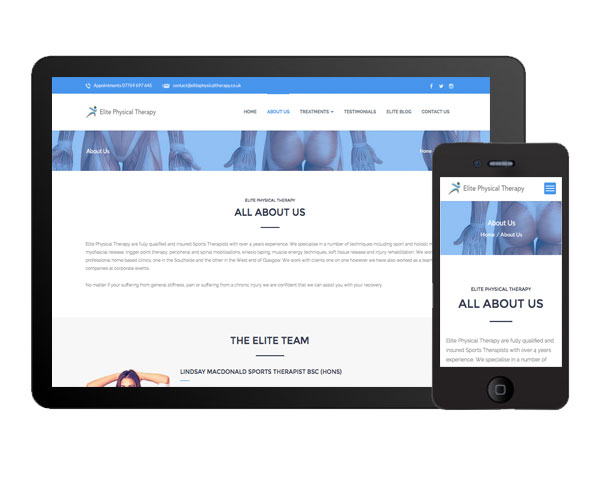 Appointments 07769 697 645 contact@elitephysicaltherapy.co.uk
Elite Physical Therapy HOME ABOUT US TREATMENTS TESTIMONIALS ELITE BLOG CONTACT US
About Us Home
ELITE PHYSICAL THERAPY
ALL ABOUT US
Elite Physical Therapy are fully qualified and insured Sports Therapists with over 4 years experience. We specialise in a number of techniques including sport and holistic m
myofascial release, trigger point therapy, peripheral and spinal mobilisations, kinesio taping, muscle energy techniques, soft tissue release and injury rehabilitation. We wor
professional home based clinic, one in the Southside and the other in the West end of Glasgow. We work with clients one on one however we also have worked as a team
companies at corporate events.
No matter if your suffering from general stiffness, pain or suffering from a chronic injury we are confident that we can assist you with your recovery.
THE ELITE TEAM
LINDSAY MACDONALD SPORTS THERAPIST BSC (HONS)
Elite Physical Therapy
About Us
Home / About Us
ELITE PHYSICAL THERAPY
ALL ABOUT US
Elite Physical Therapy are fully qualified and
insured Sports Therapists with over 4 years
experience. We specialise in a number of